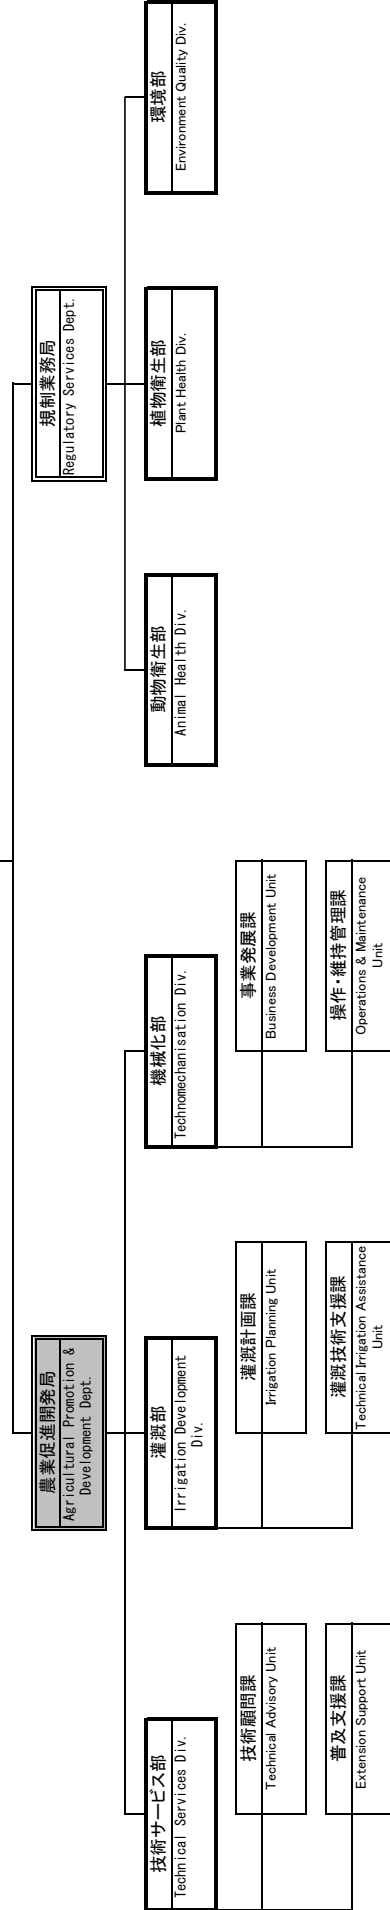 農業促進開発局
Agricultural Promotion &
Development Dept.
規制業務局
Regulatory Services Dept.
技術サービス部
Technical Services Div.
灌漑部
Irrigation Development
Div.
機械化部
Technomechanisation Div.
動物衛生部
Animal Health Div.
植物衛生部
Plant Health Div.
環境部
Environment Quality Div.
技術顧問課
Technical Advisory Unit
灌漑計画課
Irrigation Planning Unit
事業発展課
Business Development Unit
普及支援課
Extension Support Unit
灌漑技術支援課
Technical Irrigation Assistance
Unit
操作・維持管理課
Operations & Maintenance
Unit